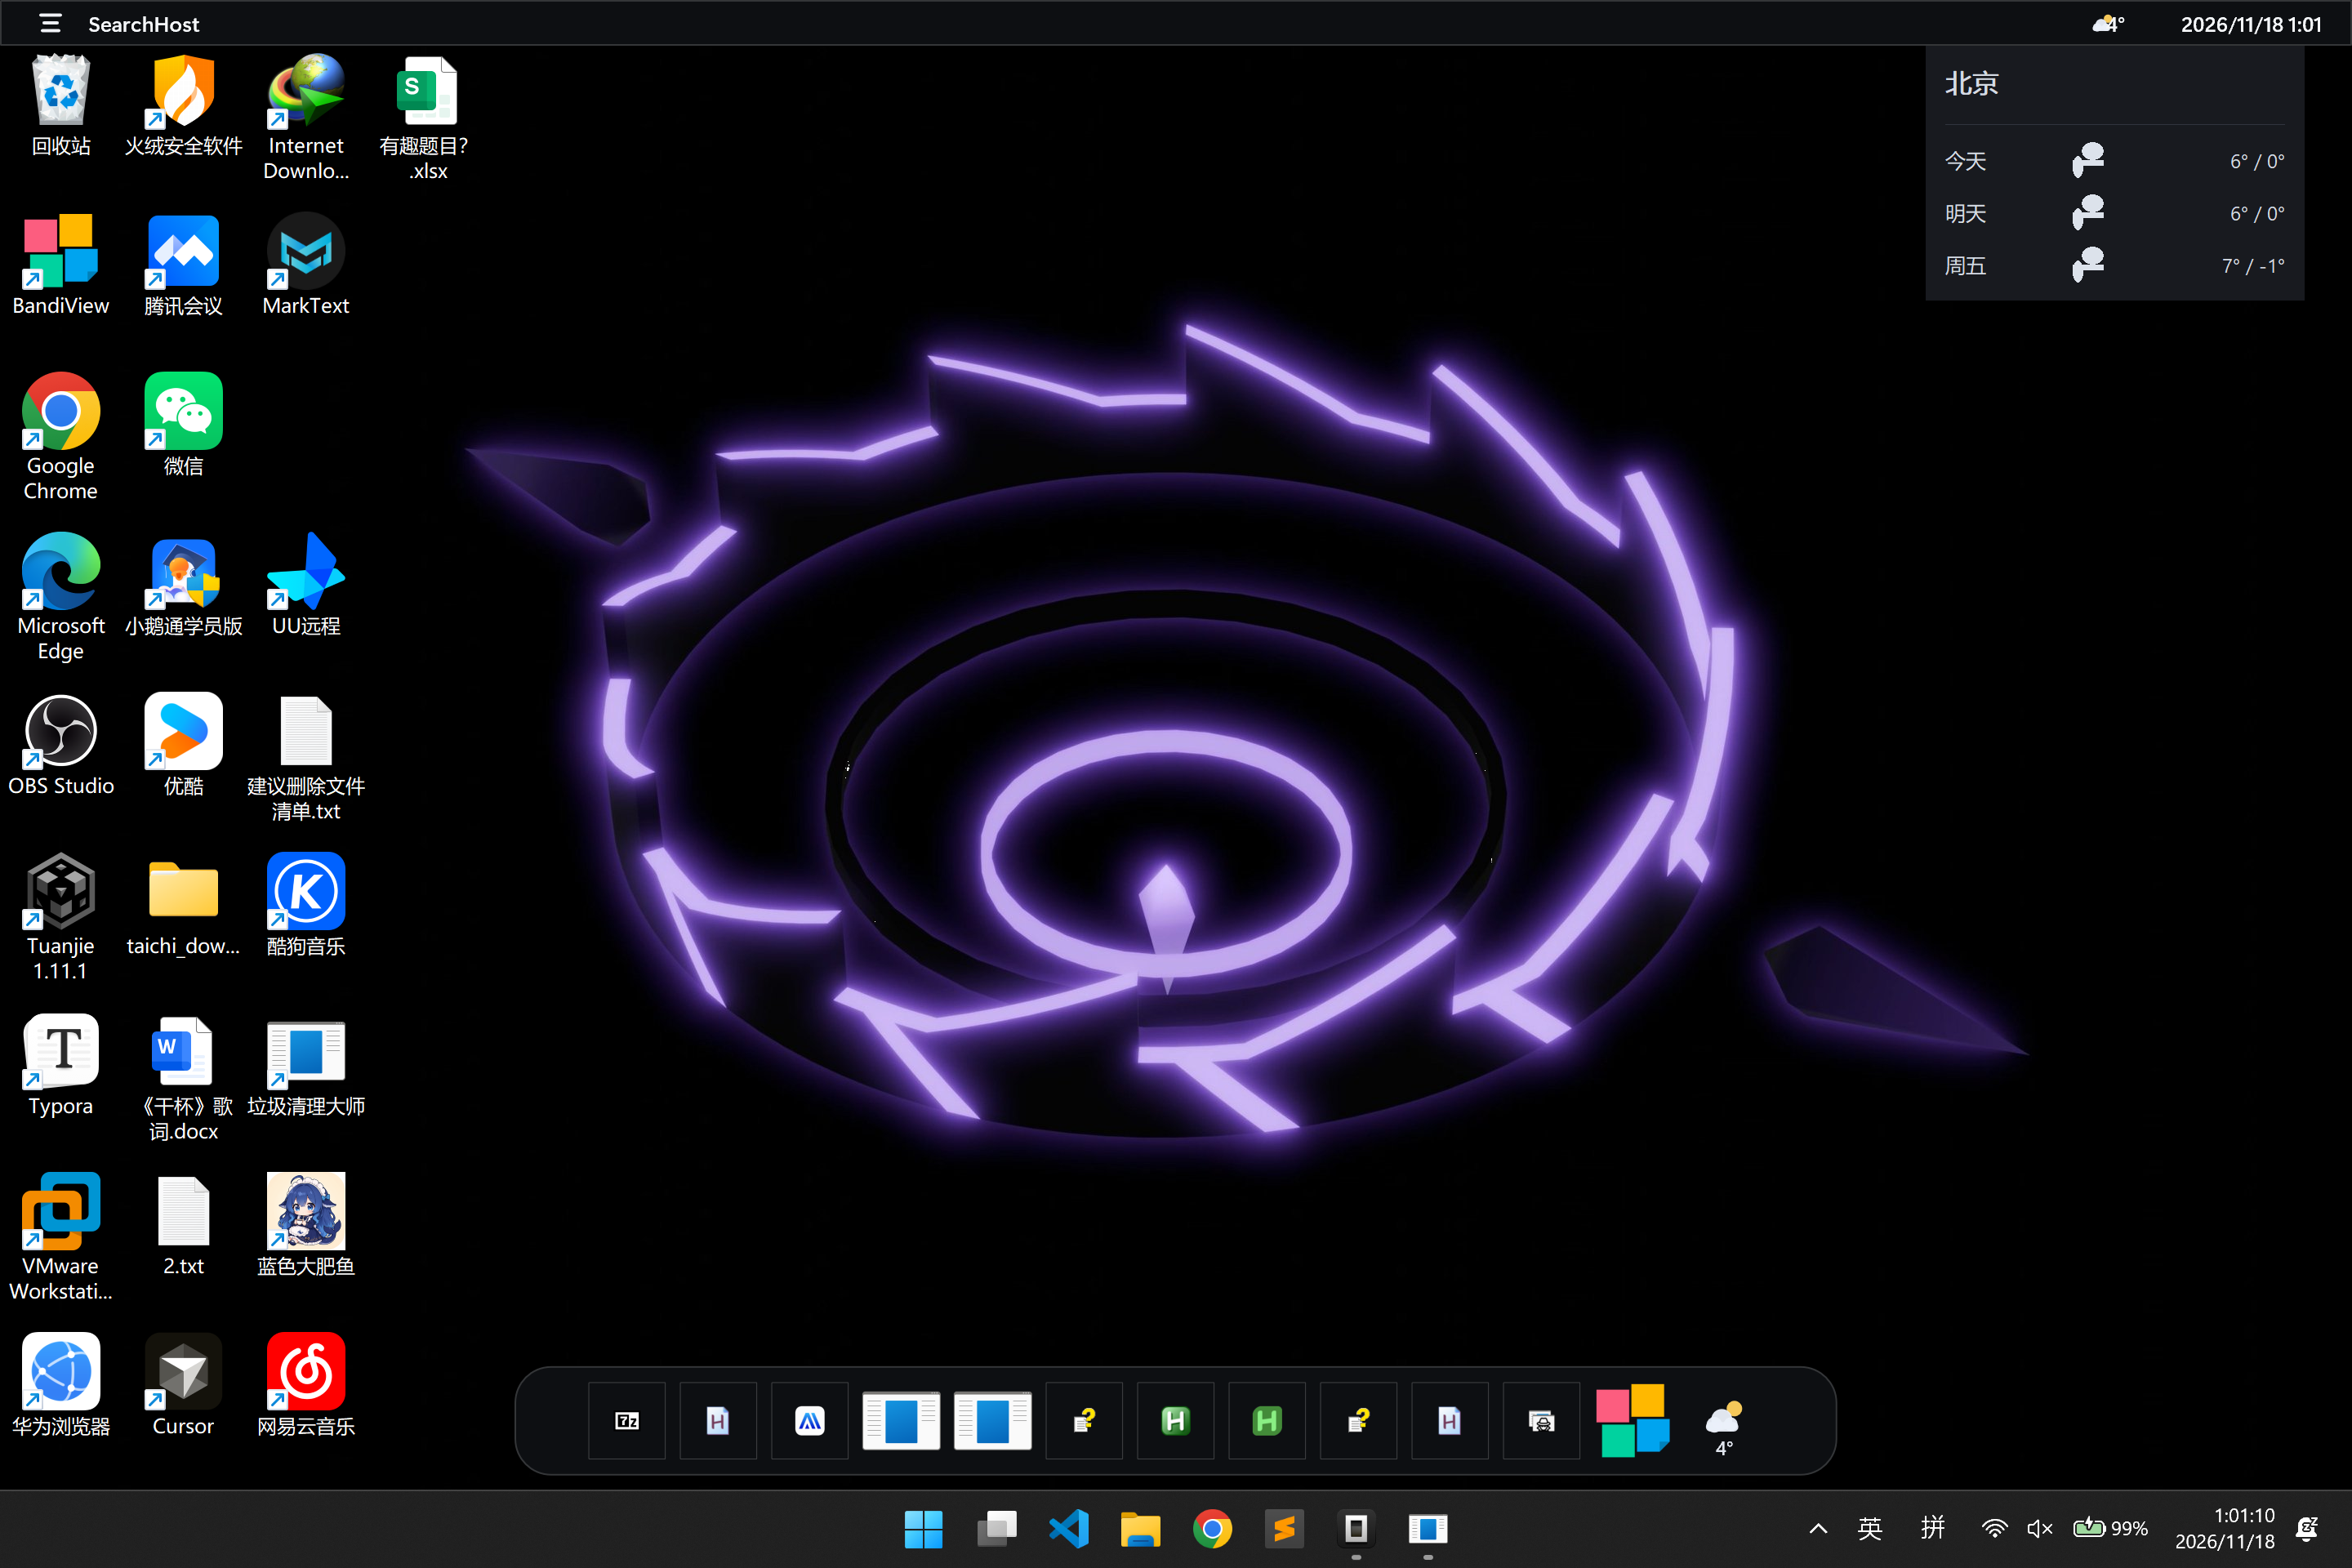 SearchHost
4°
2026/11/18 1:01
回收站
火绒安全软件
Internet
Downlo...
有趣题目?
.xlsx
北京
今天
6° / 0°
明天
6° / 0°
周五
7° / -1°
BandiView
腾讯会议
MarkText
Google
Chrome
微信
Microsoft
Edge
小鹅通学员版
UU远程
OBS Studio
优酷
建议删除文件
清单.txt
Tuanjie
1.11.1
taichi_dow...
酷狗音乐
Typora
《干杯》歌
词.docx
垃圾清理大师
VMware
Workstati...
2.txt
蓝色大肥鱼
华为浏览器
Cursor
网易云音乐
7z
H
H
H
H
4°
英
拼
99%
1:01:10
2026/11/18